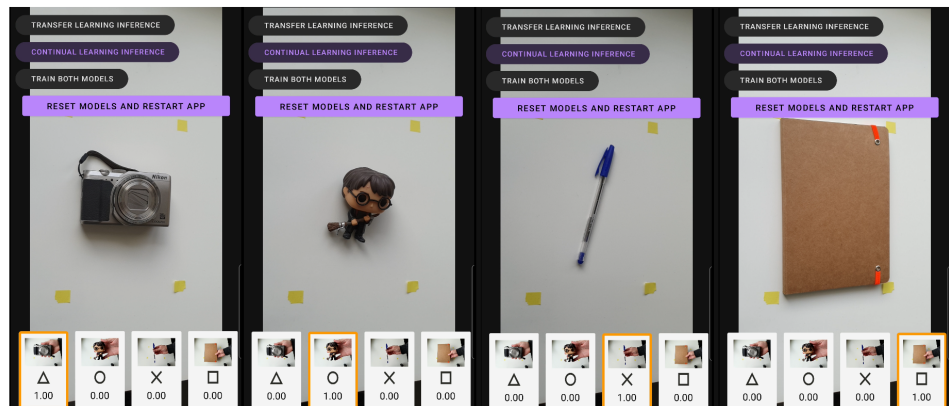 TRANSFER LEARNING INFERENCE
CONTINUAL LEARNING INFERENCE
TRAIN BOTH MODELS
RESET MODELS AND RESTART APP
Nikon
1.00 0.00 0.00 0.00
TRANSFER LEARNING INFERENCE
CONTINUAL LEARNING INFERENCE
TRAIN BOTH MODELS
RESET MODELS AND RESTART APP
0.00 1.00 0.00 0.00
TRANSFER LEARNING INFERENCE
CONTINUAL LEARNING INFERENCE
TRAIN BOTH MODELS
RESET MODELS AND RESTART APP
0.00 0.00 1.00 0.00
TRANSFER LEARNING INFERENCE
CONTINUAL LEARNING INFERENCE
TRAIN BOTH MODELS
RESET MODELS AND RESTART APP
0.00 0.00 0.00 1.00